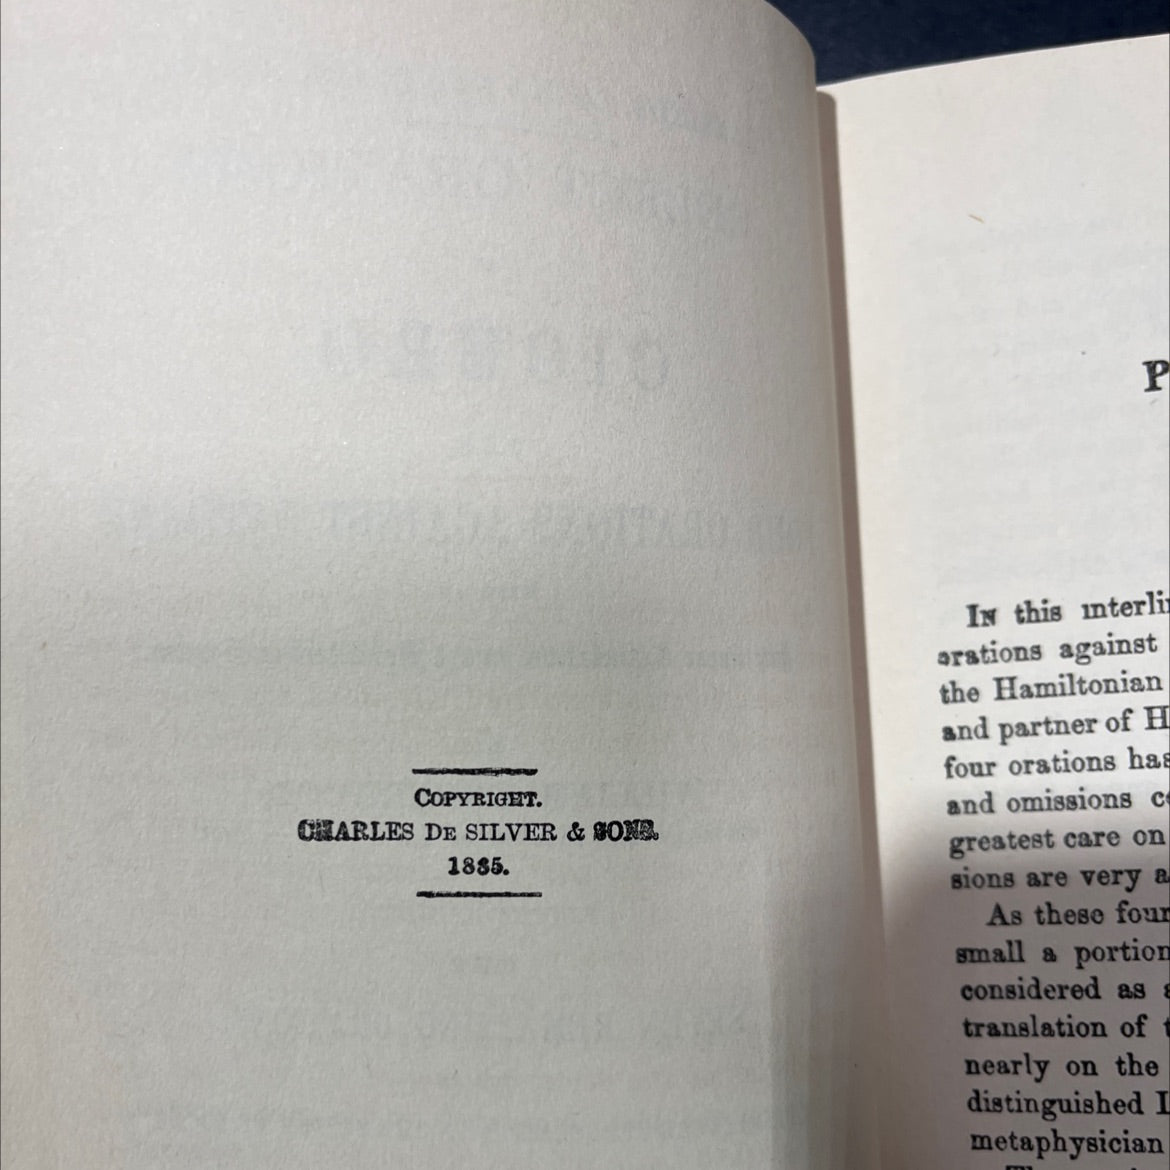 COPYRIGHT.
CHARLES DE SILVER & SONS.
1885.
P
IN this interli
orations against
the Hamiltonian
and partner of H
four orations has
and omissions c
greatest care on
sions are very a
As these four
small a portion
considered as a
translation of t
nearly on the
distinguished I
metaphysician